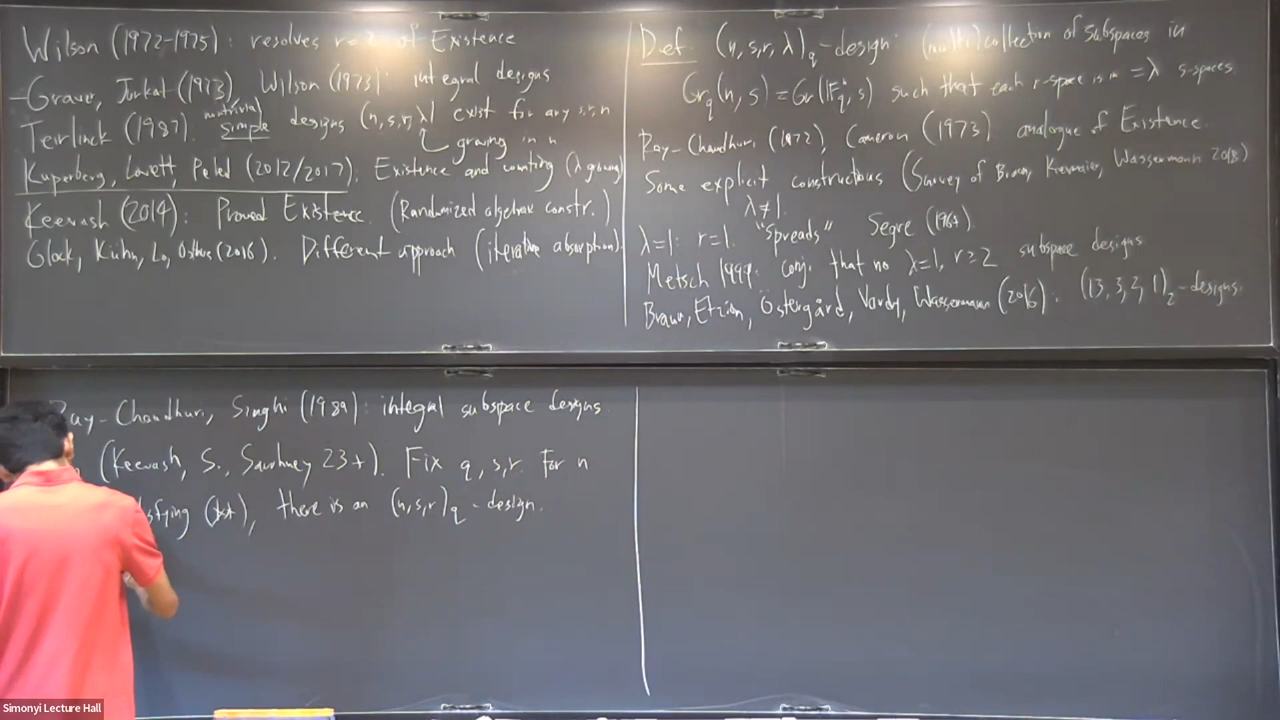 Wilson (1972-1975): resolves r=2 of Existence
-Graver, Jurkat (1973), Wilson (1973): integral designs
Teirlinck (1987). nontrivial simple designs (n,s,r,λ) exist for any s,r,n
growing in n
Kuperberg, Lovett, Peled (2012/2017). Existence and counting (λ growing)
Keevash (2014): Proved Existence. (Randomized algebraic constr.)
Glock, Kühn, Lo, Osthus (2016). Different approach (iterative absorption).
Def (n,s,r,λ)q-design: (multi)collection of subspaces in
Grq(n,s) = Gr(𝔽q^n, s) such that each r-space is in =λ s-spaces.
Ray-Chaudhuri, (1972), Cameron (1973) analogue of Existence.
Some explicit constructions (Survey of Braun, Kiermaier, Wassermann 2018)
λ≠1.
λ=1: r=1. "Spreads" Segre (1964).
Metsch 1999: conj. that no λ=1, r≥2 subspace designs
Braun, Etzion, Östergård, Vardy, Wassermann (2016): (13,3,2,1)2-designs.
Ray-Chaudhuri, Singhi (1989): integral subspace designs
(Keevash, S., Sawhney 23+). Fix q,s,r. For n
there is an (n,s,r)q-design.
Simonyi Lecture Hall